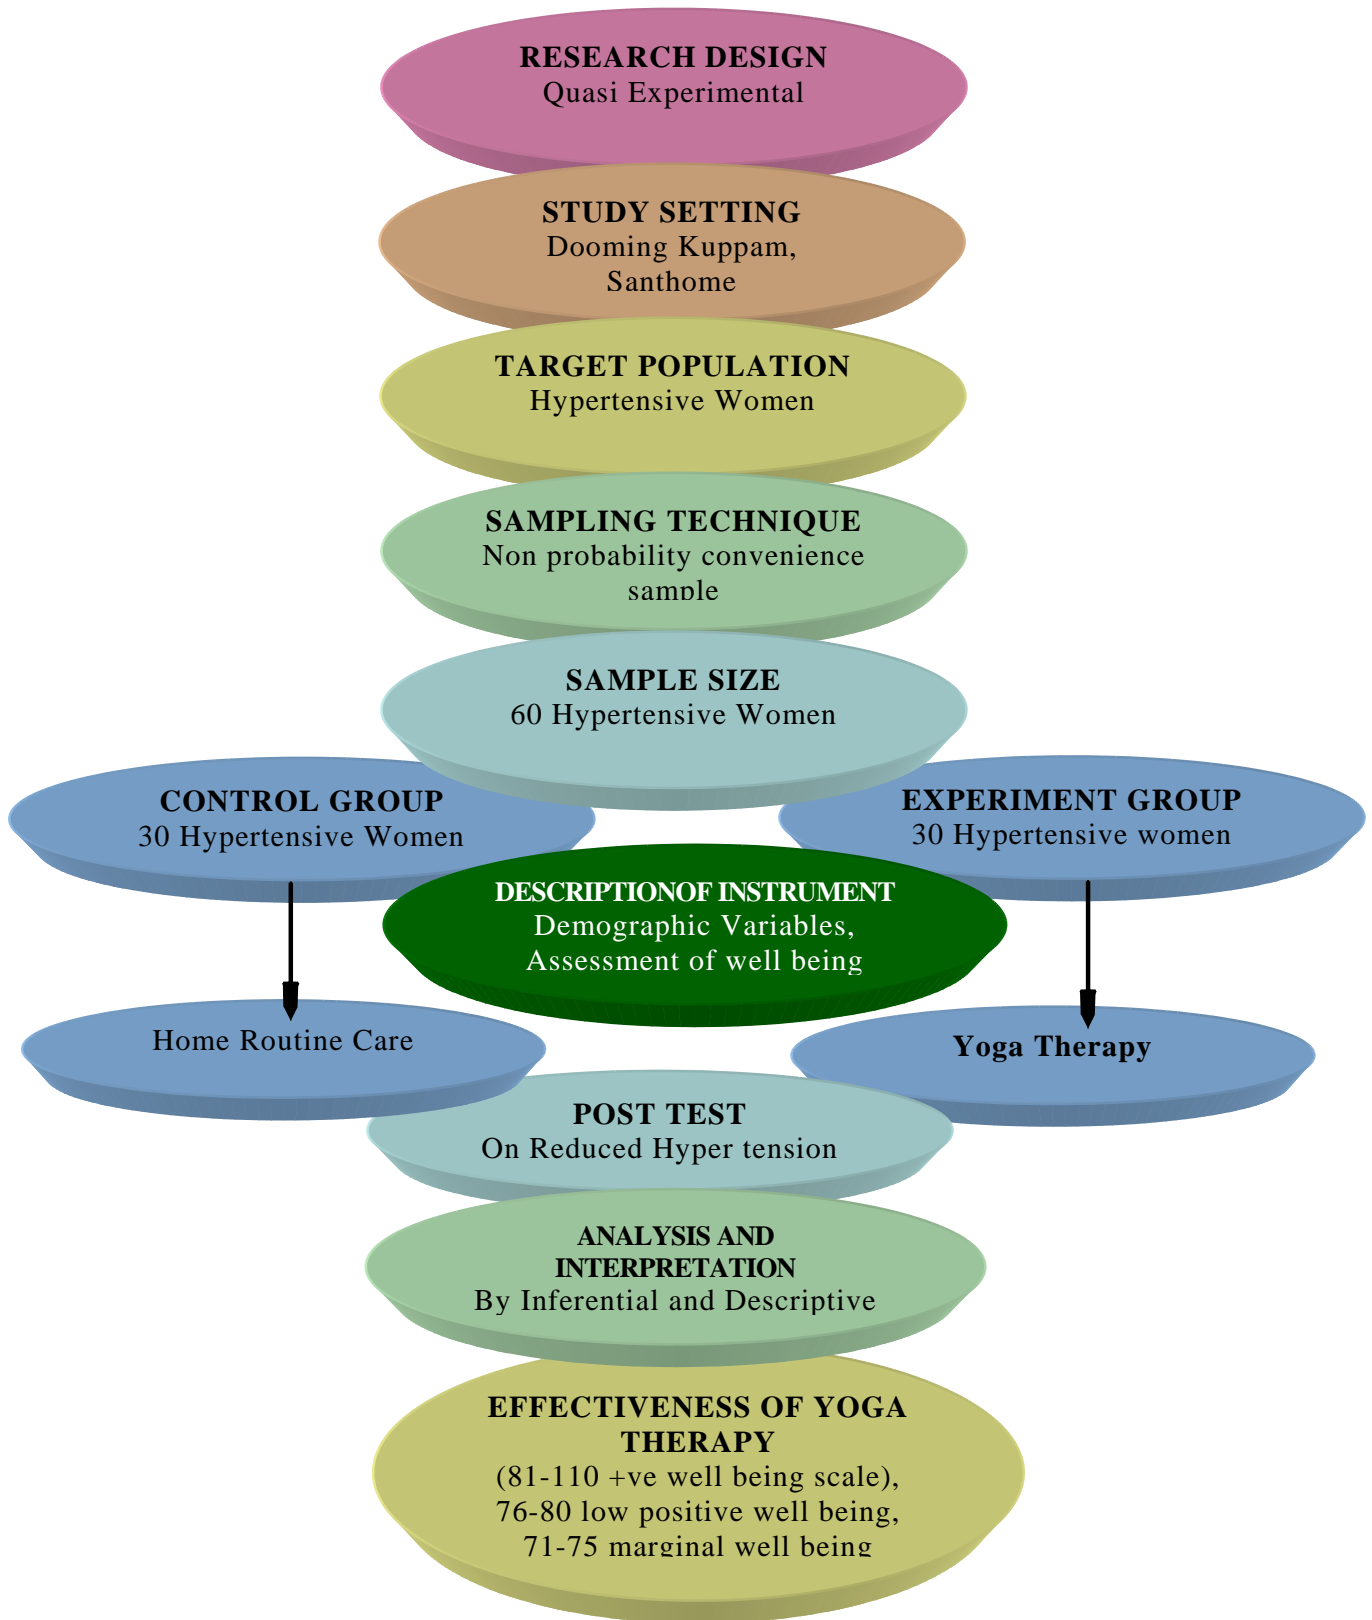 RESEARCH DESIGN
Quasi Experimental
STUDY SETTING
Dooming Kuppam,
Santhome
TARGET POPULATION
Hypertensive Women
SAMPLING TECHNIQUE
Non probability convenience
sample
SAMPLE SIZE
60 Hypertensive Women
CONTROL GROUP
30 Hypertensive Women
EXPERIMENT GROUP
30 Hypertensive women
DESCRIPTIONOF INSTRUMENT
Demographic Variables,
Assessment of well being
Home Routine Care
Yoga Therapy
POST TEST
On Reduced Hyper tension
ANALYSIS AND
INTERPRETATION
By Inferential and Descriptive
EFFECTIVENESS OF YOGA
THERAPY
(81-110 +ve well being scale),
76-80 low positive well being,
71-75 marginal well being